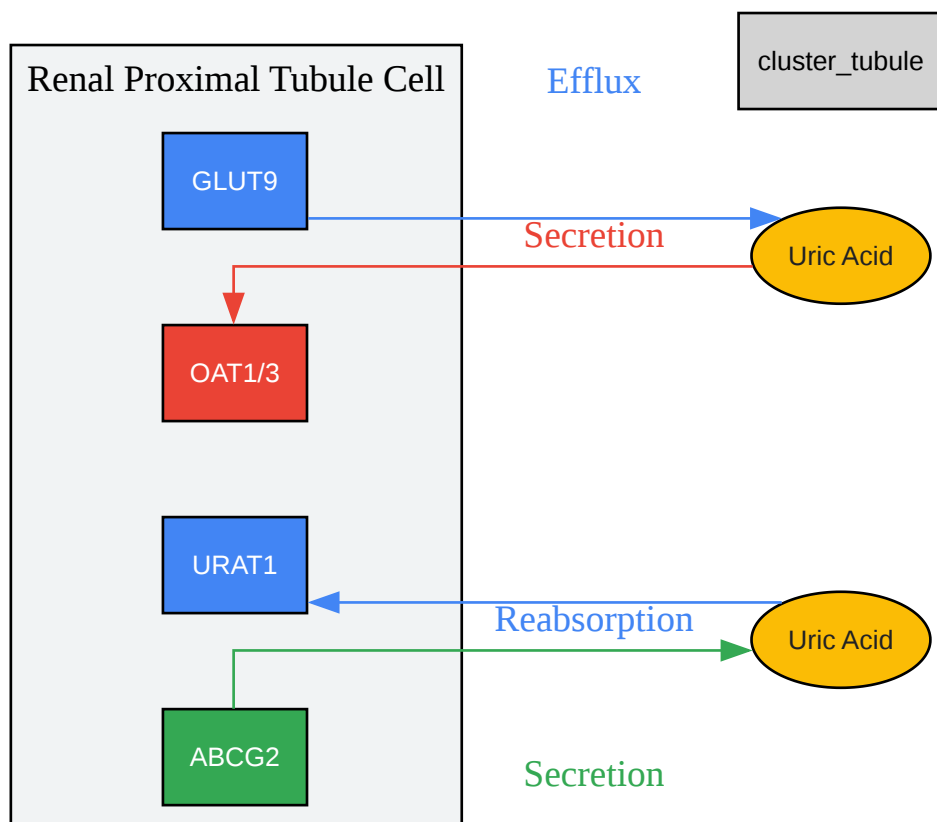 Renal Proximal Tubule Cell
Efflux
cluster_tubule
GLUT9
Secretion
Uric Acid
OAT1/3
URAT1
Reabsorption
Uric Acid
ABCG2
Secretion